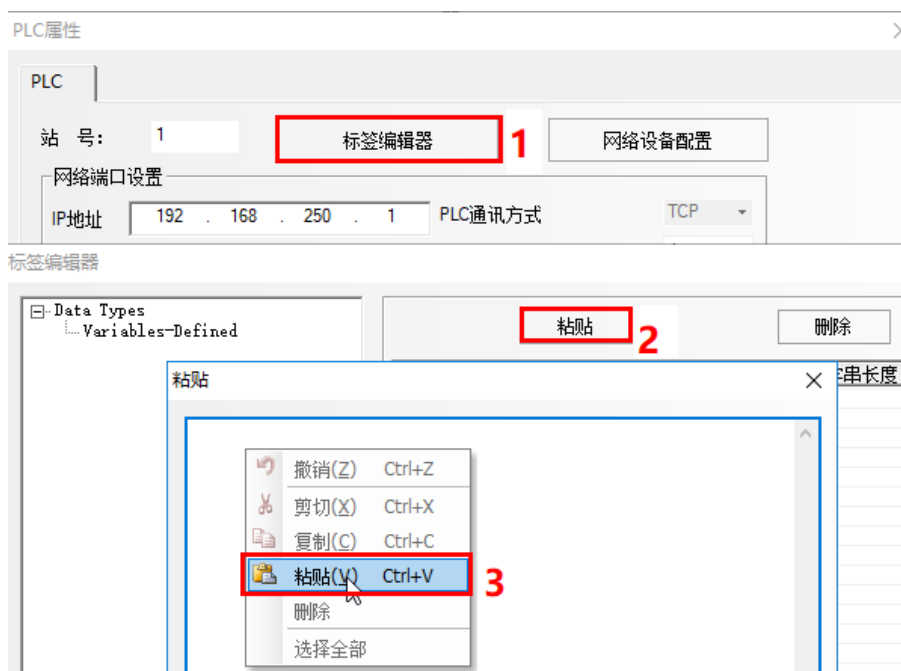 PLC属性
PLC
站 号: 1 标签编辑器 1 网络设备配置
网络端口设置
IP地址 192 . 168 . 250 . 1 PLC通讯方式 TCP
标签编辑器
Data Types
Variables-Defined
粘贴 2 删除
粘贴
串长度
撤销(Z) Ctrl+Z
剪切(X) Ctrl+X
复制(C) Ctrl+C
粘贴(V) Ctrl+V 3
删除
选择全部